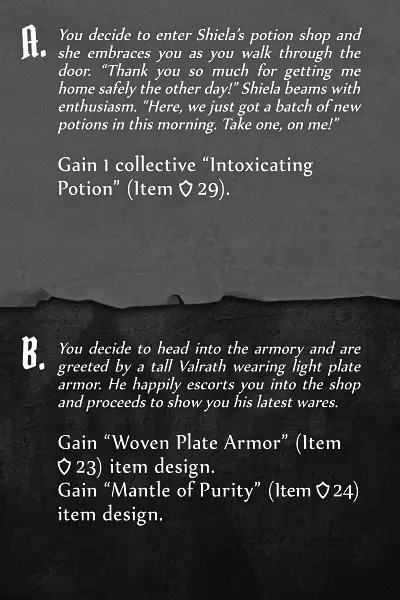 A.
You decide to enter Shiela's potion shop and
she embraces you as you walk through the
door. “Thank you so much for getting me
home safely the other day!” Shiela beams with
enthusiasm. “Here, we just got a batch of new
potions in this morning. Take one, on me!”
Gain 1 collective “Intoxicating
Potion” (Item 29).
B.
You decide to head into the armory and are
greeted by a tall Valrath wearing light plate
armor. He happily escorts you into the shop
and proceeds to show you his latest wares.
Gain “Woven Plate Armor” (Item
23) item design.
Gain “Mantle of Purity” (Item 24)
item design.